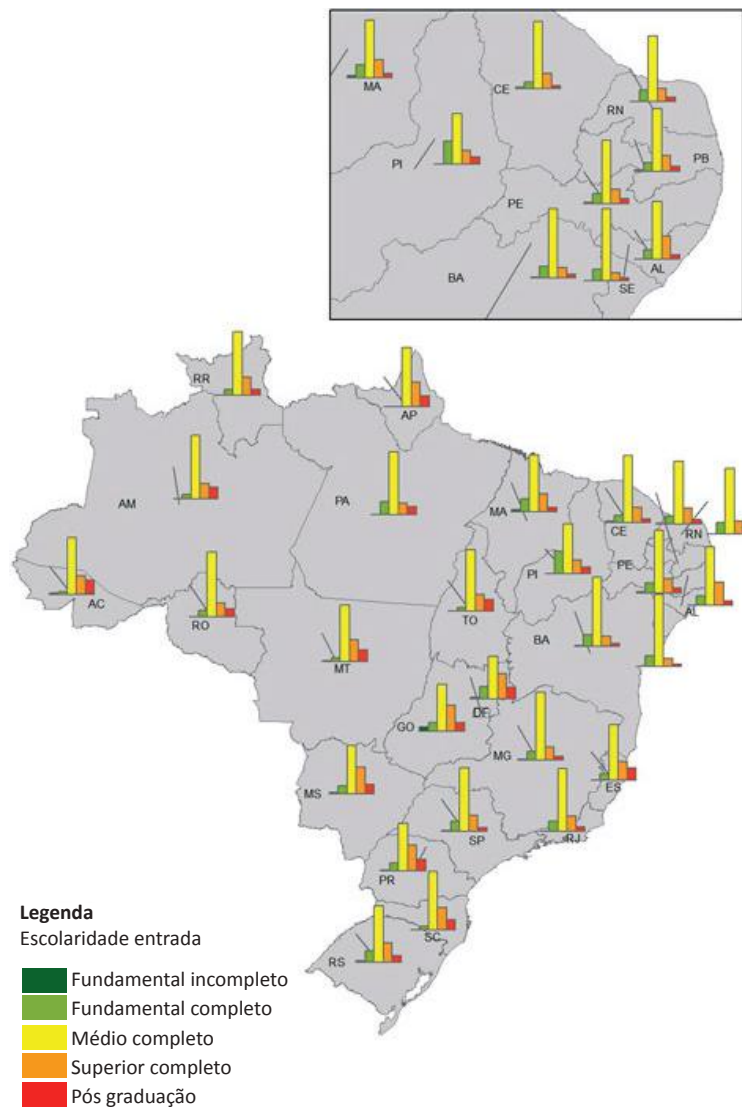 MA
CE
RN
PI
PB
PE
BA
AL
SE
RR
AP
AM
PA
MA
CE
RN
PI
PE
AC
RO
TO
AL
MT
BA
DF
GO
MG
MS
ES
SP
RJ
PR
SC
RS
Legenda
Escolaridade entrada
Fundamental incompleto
Fundamental completo
Médio completo
Superior completo
Pós graduação